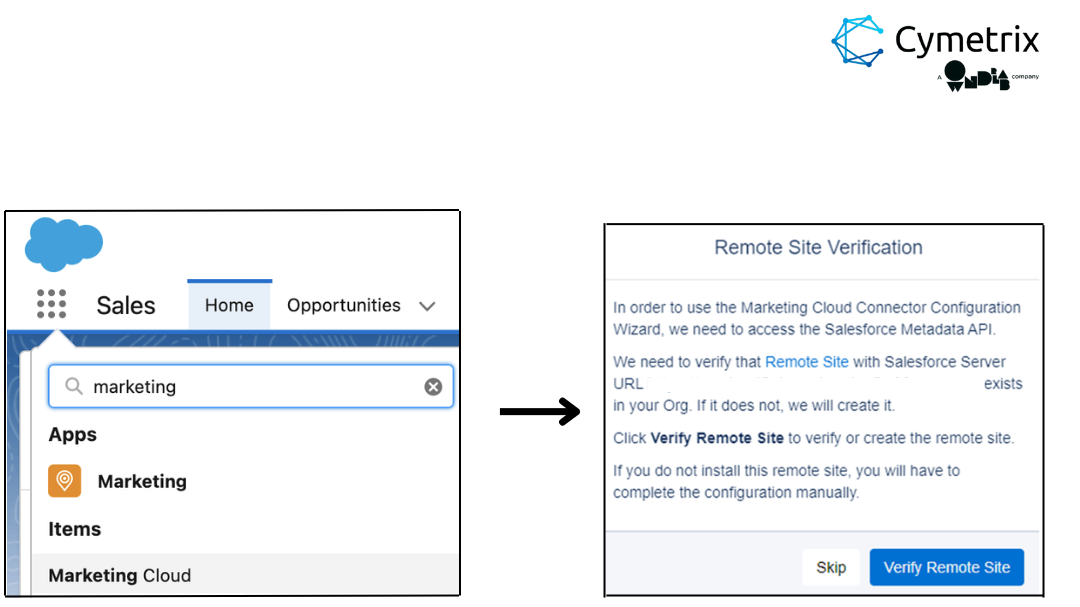 Cymetrix
A ONDIB company
Sales
Home
Opportunities
marketing
Apps
Marketing
Items
Marketing Cloud
Remote Site Verification
In order to use the Marketing Cloud Connector Configuration
Wizard, we need to access the Salesforce Metadata API.
We need to verify that Remote Site with Salesforce Server
URL exists
in your Org. If it does not, we will create it.
Click Verify Remote Site to verify or create the remote site.
If you do not install this remote site, you will have to
complete the configuration manually.
Skip
Verify Remote Site